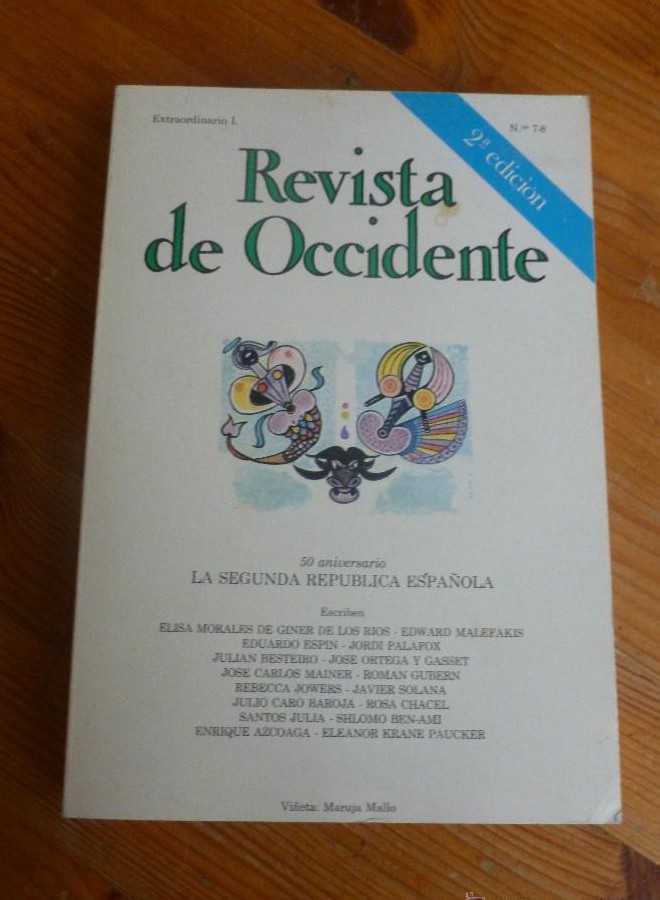 Extraordinario I.
N.os 7-8
2ª edición
Revista
de Occidente
50 aniversario
LA SEGUNDA REPUBLICA ESPAÑOLA
Escriben
ELISA MORALES DE GINER DE LOS RIOS - EDWARD MALEFAKIS
EDUARDO ESPIN - JORDI PALAFOX
JULIAN BESTEIRO - JOSE ORTEGA Y GASSET
JOSE CARLOS MAINER - ROMAN GUBERN
REBECCA JOWERS - JAVIER SOLANA
JULIO CARO BAROJA - ROSA CHACEL
SANTOS JULIA - SHLOMO BEN-AMI
ENRIQUE AZCOAGA - ELEANOR KRANE PAUCKER
Viñeta: Maruja Mallo